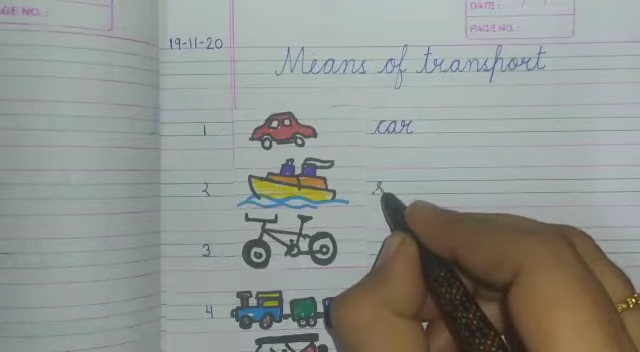 PAGE NO.:
DATE: / /
PAGE NO.:
19-11-20
Means of transport
1 car
2 s
3
4